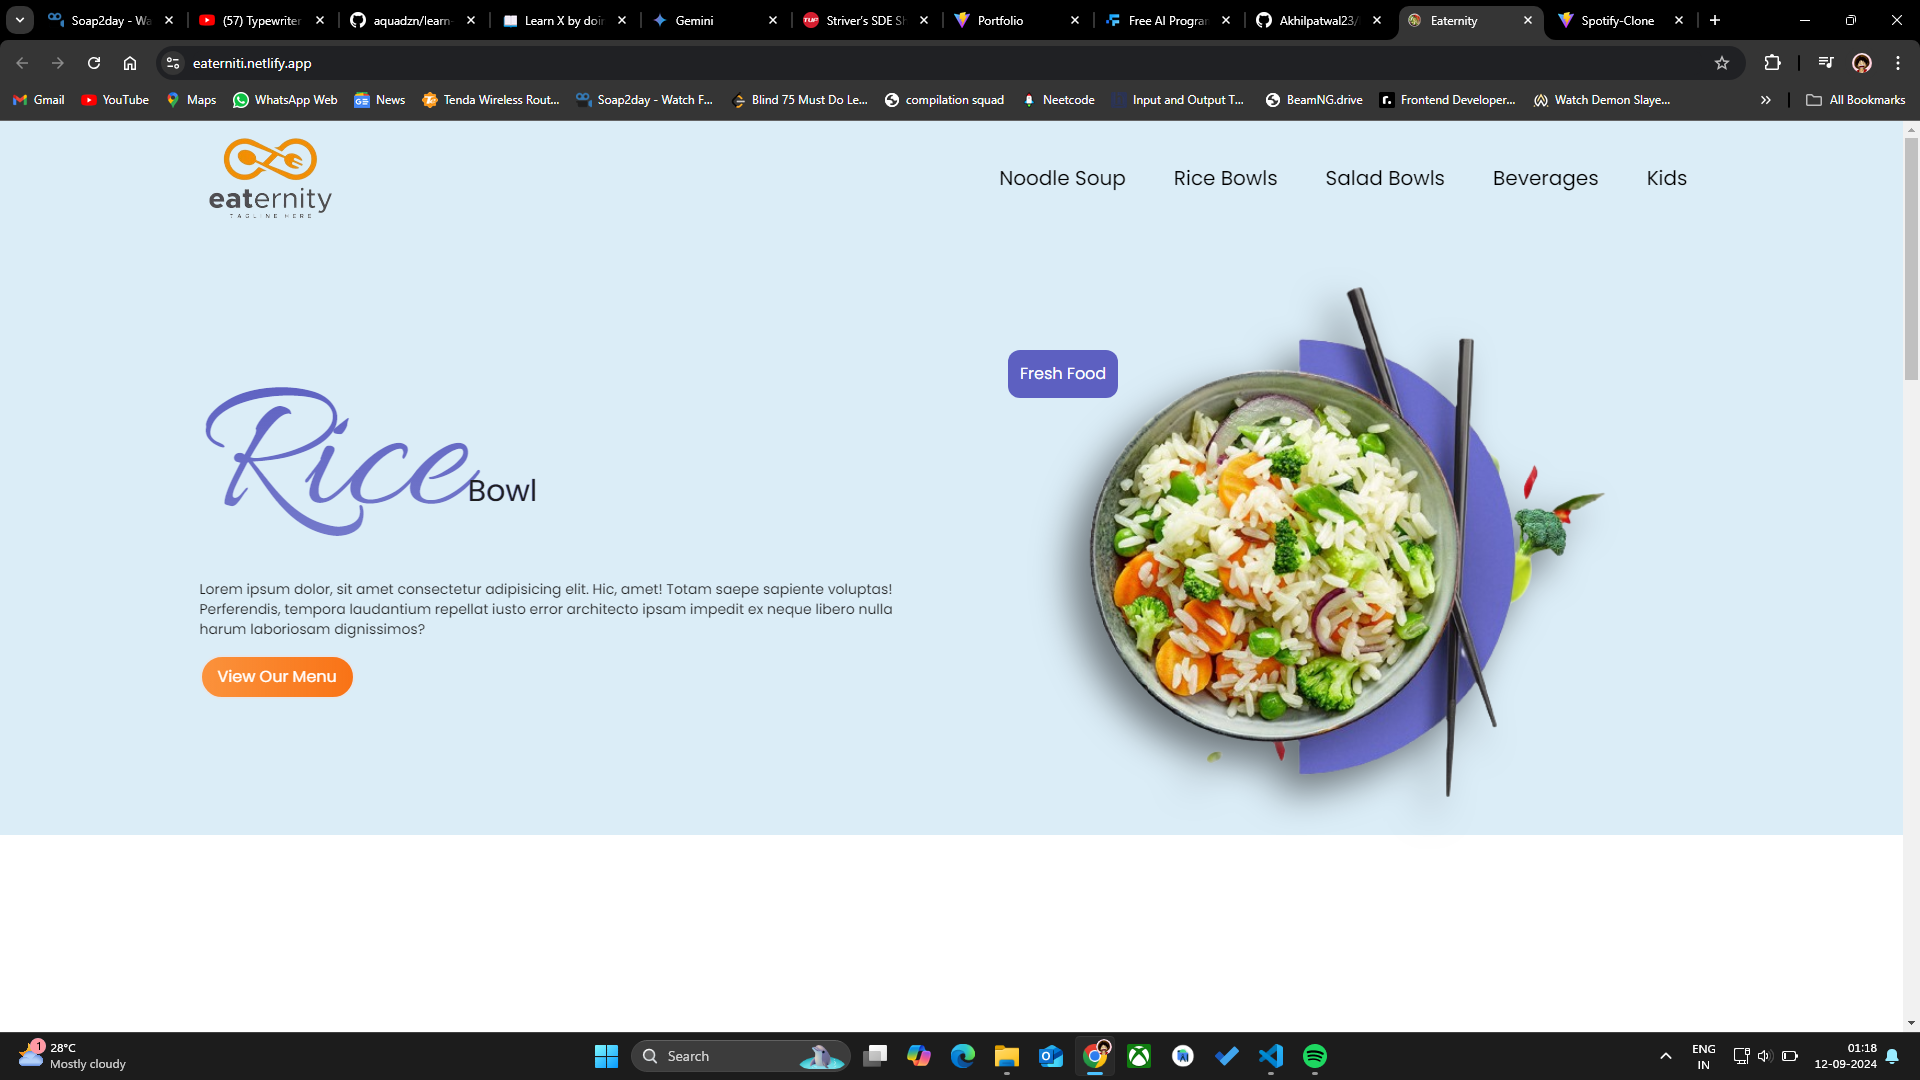 Soap2day - Wa
(57) Typewriter
aquadzn/learn-
Learn X by doin
Gemini
Striver's SDE Sh
Portfolio
Free AI Progran
Akhilpatwal23/
Eaternity
Spotify-Clone
eaterniti.netlify.app
Gmail
YouTube
Maps
WhatsApp Web
News
Tenda Wireless Rout...
Soap2day - Watch F...
Blind 75 Must Do Le...
compilation squad
Neetcode
Input and Output T...
BeamNG.drive
Frontend Developer...
Watch Demon Slaye...
All Bookmarks
eaternity
TAGLINE HERE
Noodle Soup
Rice Bowls
Salad Bowls
Beverages
Kids
Fresh Food
Rice Bowl
Lorem ipsum dolor, sit amet consectetur adipisicing elit. Hic, amet! Totam saepe sapiente voluptas!
Perferendis, tempora laudantium repellat iusto error architecto ipsam impedit ex neque libero nulla
harum laboriosam dignissimos?
View Our Menu
1
28°C
Mostly cloudy
Search
ENG
IN
01:18
12-09-2024